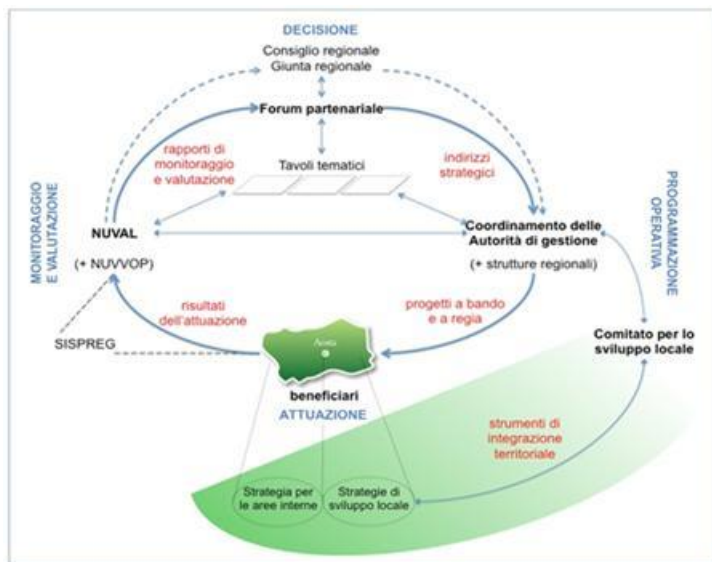 DECISIONE
Consiglio regionale
Giunta regionale
Forum partenariale
rapporti di
monitoraggio
e valutazione
Tavoli tematici
indirizzi
strategici
MONITORAGGIO
E VALUTAZIONE
PROGRAMMAZIONE
OPERATIVA
NUVAL
(+ NUVVOP)
Coordinamento delle
Autorità di gestione
(+ strutture regionali)
risultati
dell'attuazione
progetti a bando
e a regia
SISPREG
Aosta
Comitato per lo
sviluppo locale
beneficiari
ATTUAZIONE
strumenti di
integrazione
territoriale
Strategia per
le aree interne
Strategie di
sviluppo locale